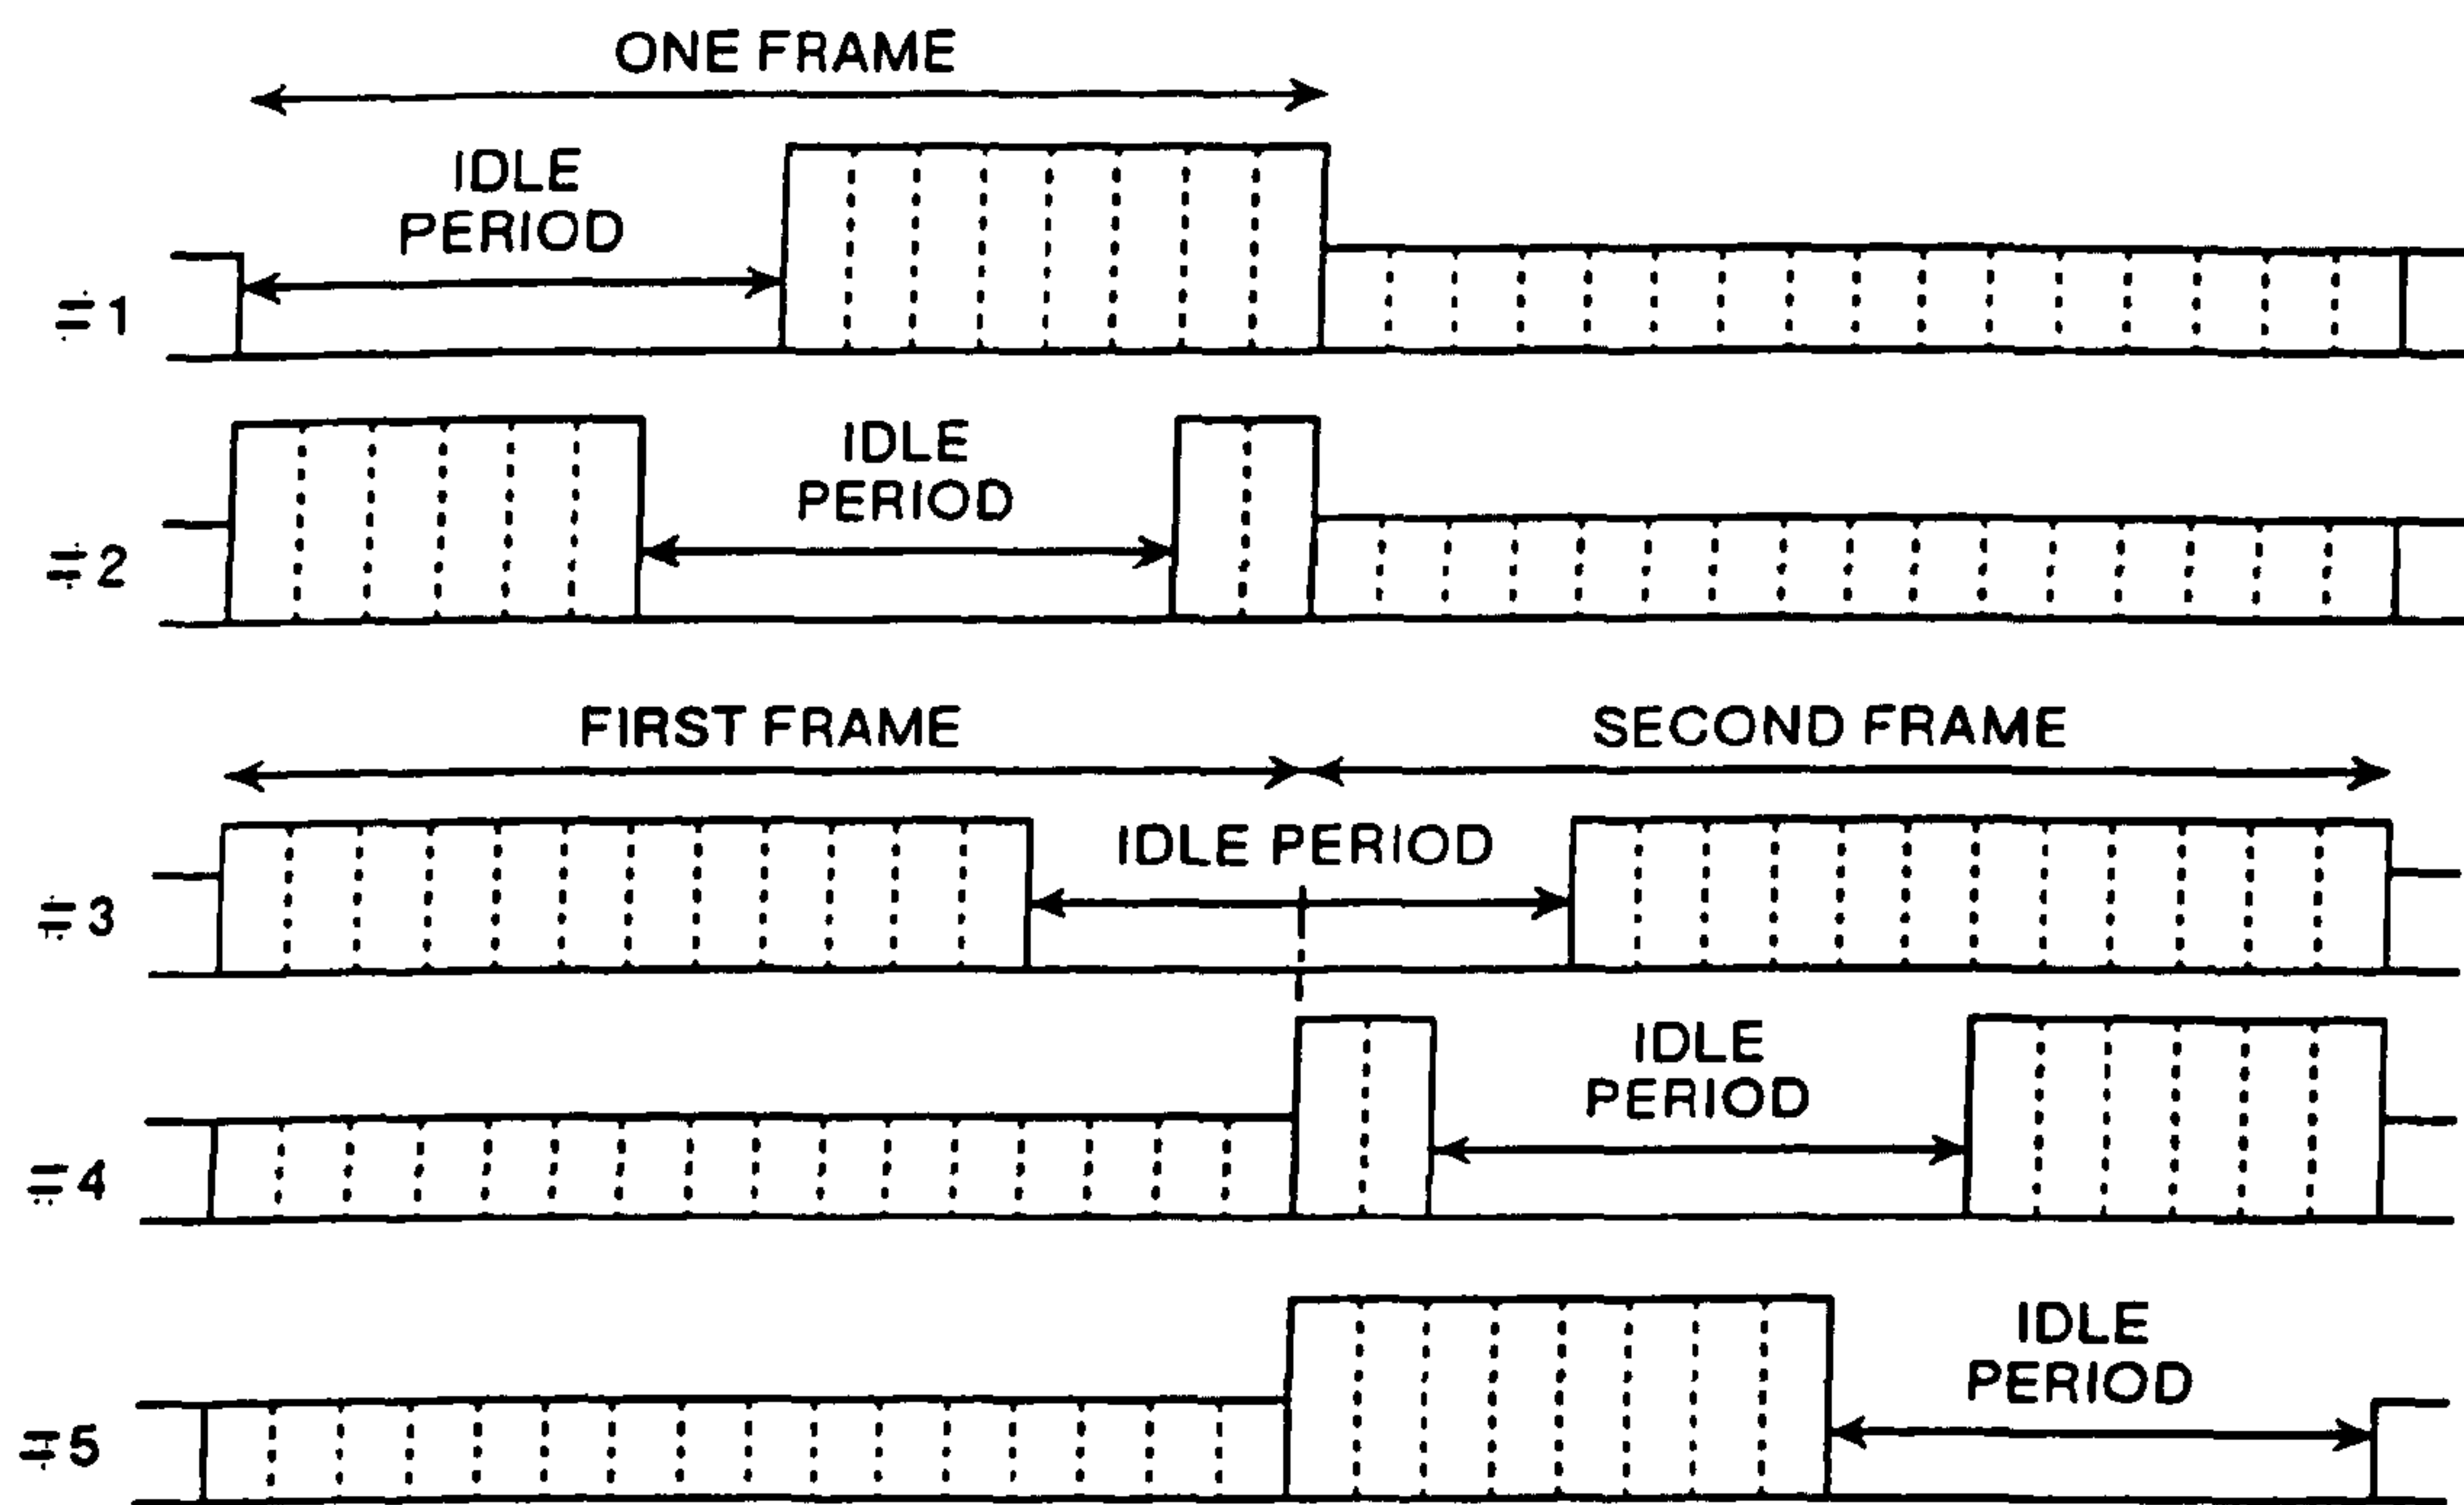 ONE FRAME
IDLE
PERIOD
=1
IDLE
PERIOD
=2
FIRST FRAME
SECOND FRAME
IDLE PERIOD
=3
IDLE
PERIOD
=4
IDLE
PERIOD
=5